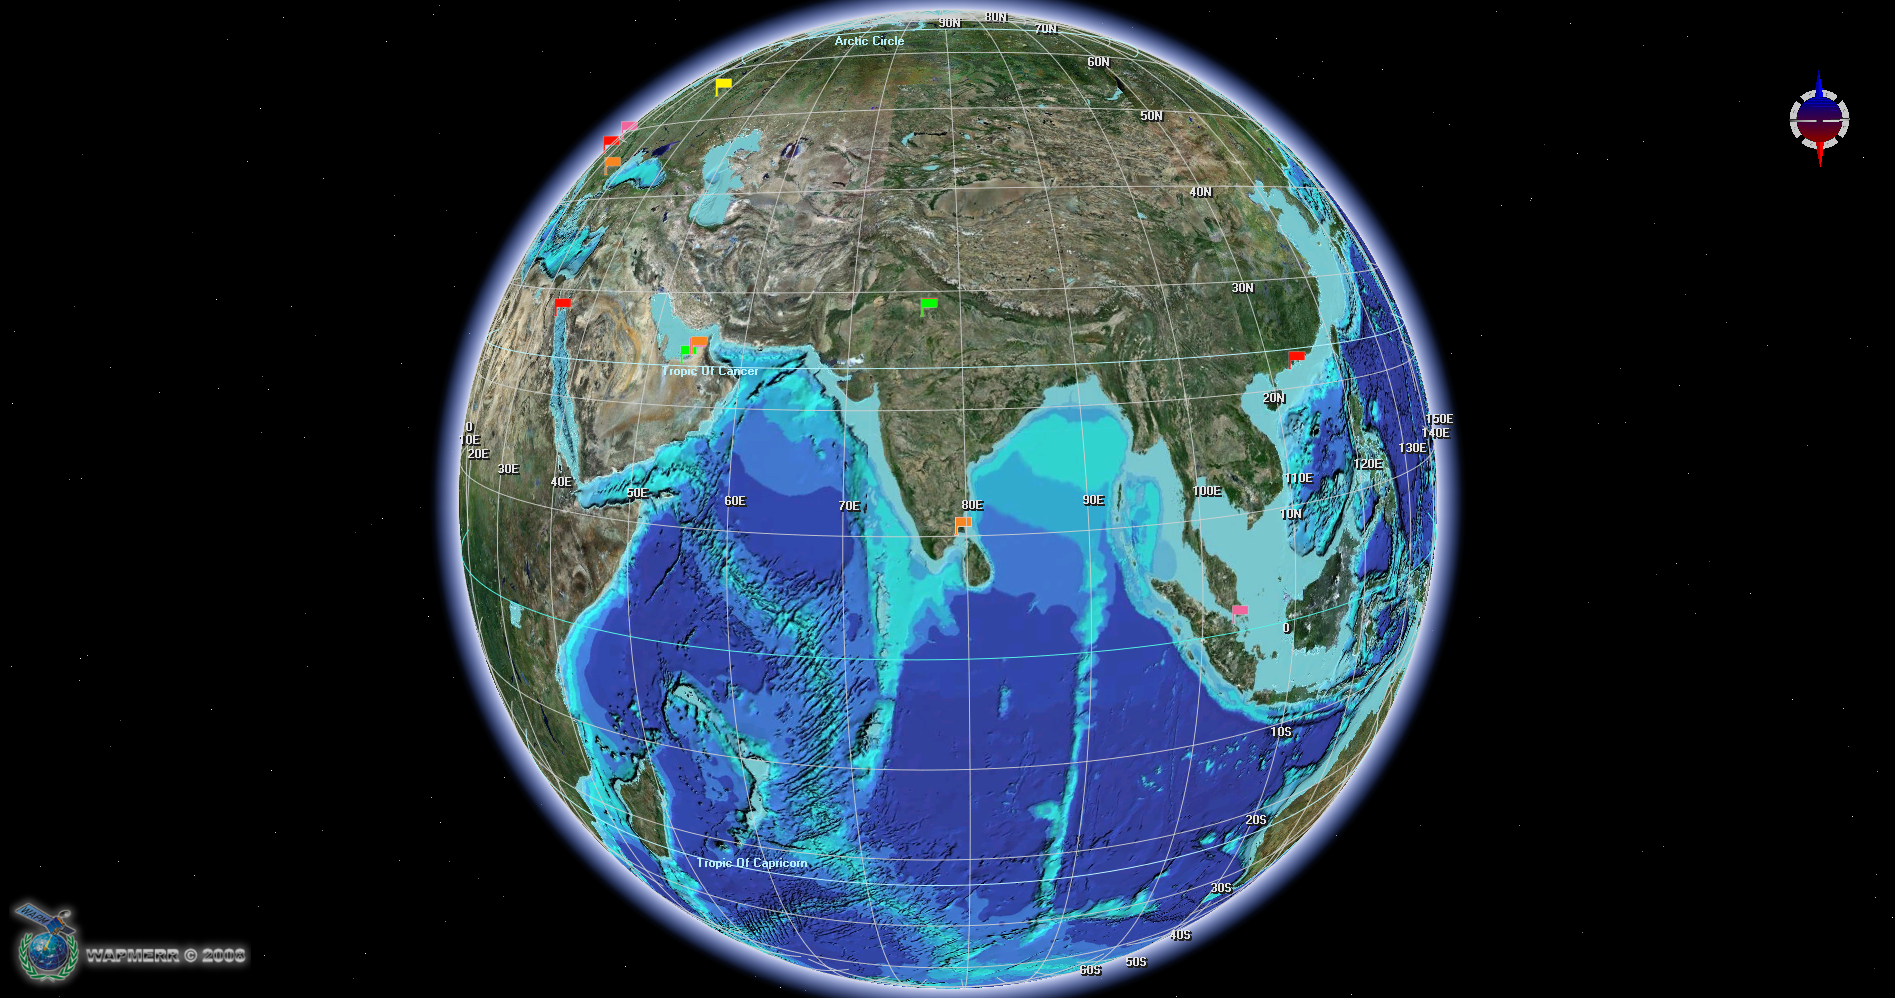 90N
80N
70N
Arctic Circle
60N
50N
40N
30N
Tropic Of Cancer
20N
0
10E
20E
30E
40E
50E
60E
70E
80E
90E
100E
110E
120E
130E
140E
150E
10N
0
10S
20S
Tropic Of Capricorn
30S
40S
50S
60S
WAPMERR © 2008